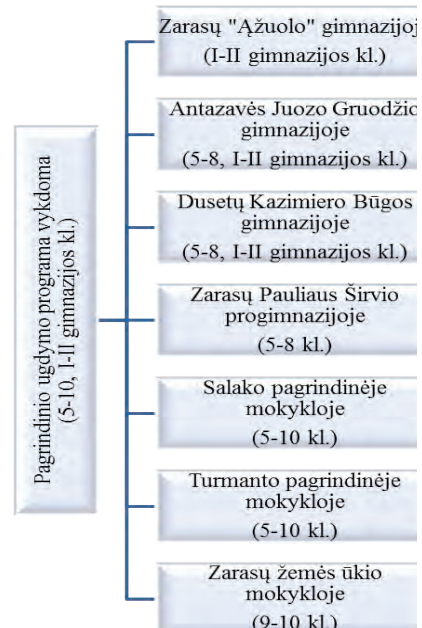 Pagrindinio ugdymo programa vykdoma
(5-10, I-II gimnazijos kl.)
Zarasų "Ąžuolo" gimnazijoj
(I-II gimnazijos kl.)
Antazavės Juozo Gruodžio
gimnazijoje
(5-8, I-II gimnazijos kl.)
Dusetų Kazimiero Būgos
gimnazijoje
(5-8, I-II gimnazijos kl.)
Zarasų Pauliaus Širvio
progimnazijoje
(5-8 kl.)
Salako pagrindinėje
mokykloje
(5-10 kl.)
Turmanto pagrindinėje
mokykloje
(5-10 kl.)
Zarasų žemės ūkio
mokykloje
(9-10 kl.)